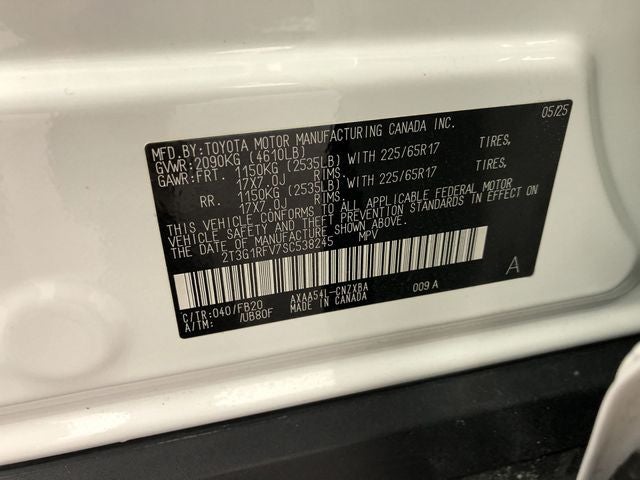 MFD.BY:TOYOTA MOTOR MANUFACTURING CANADA INC. 05/25
GVWR:2090KG (4610LB)
GAWR:FRT. 1150KG (2535LB) WITH 225/65R17 TIRES,
17X7.0J RIMS.
RR. 1150KG (2535LB) WITH 225/65R17 TIRES,
17X7.0J RIMS.
THIS VEHICLE CONFORMS TO ALL APPLICABLE FEDERAL MOTOR
VEHICLE SAFETY AND THEFT PREVENTION STANDARDS IN EFFECT ON
THE DATE OF MANUFACTURE SHOWN ABOVE.
2T3G1RFV7SC538245 MPV
A
C/TR:040/FB20 AXAA54L-CNZXBA 009 A
A/TM: /UB80F MADE IN CANADA